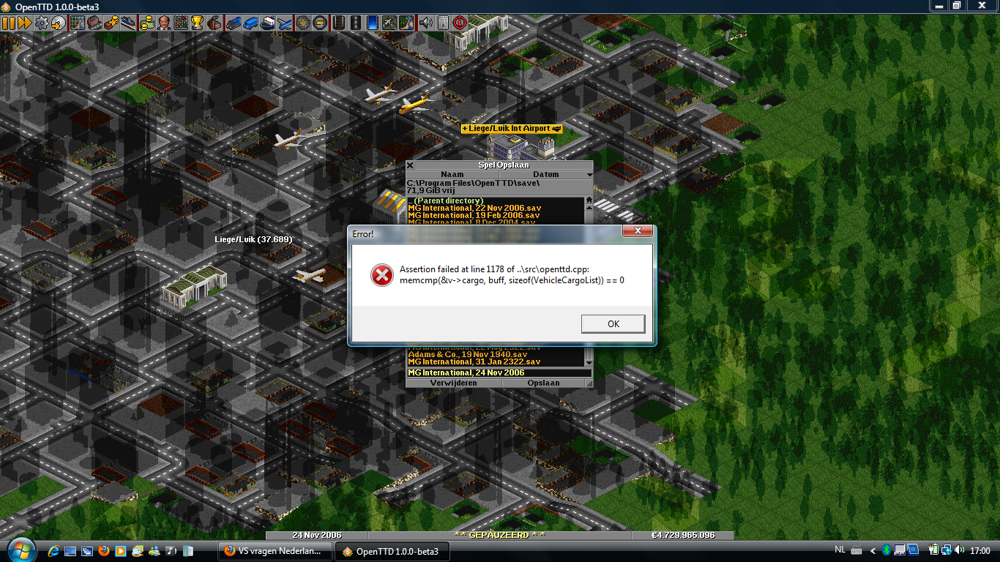 OpenTTD 1.0.0-beta3
+ Liege/Luik Int Airport
Spel Opslaan
Naam Datum
C:\Program Files\OpenTTD\save\
71,9 GiB vrij
.. (Parent directory)
MG International, 22 Nov 2006.sav
MG International, 19 Feb 2006.sav
MG International, 8 Dec 2004.sav
Liege/Luik (37.689)
Error!
Assertion failed at line 1178 of ..\src\openttd.cpp:
memcmp(&v->cargo, buff, sizeof(VehicleCargoList)) == 0
OK
MG International, 22 Aug 2322.sav
Adams & Co., 19 Nov 1940.sav
MG International, 31 Jan 2322.sav
MG International, 24 Nov 2006
Verwijderen Opslaan
24 Nov 2006 * * GEPAUZEERD * * €4.729.965.096
VS vragen Nederlan... OpenTTD 1.0.0-beta3 NL 17:00